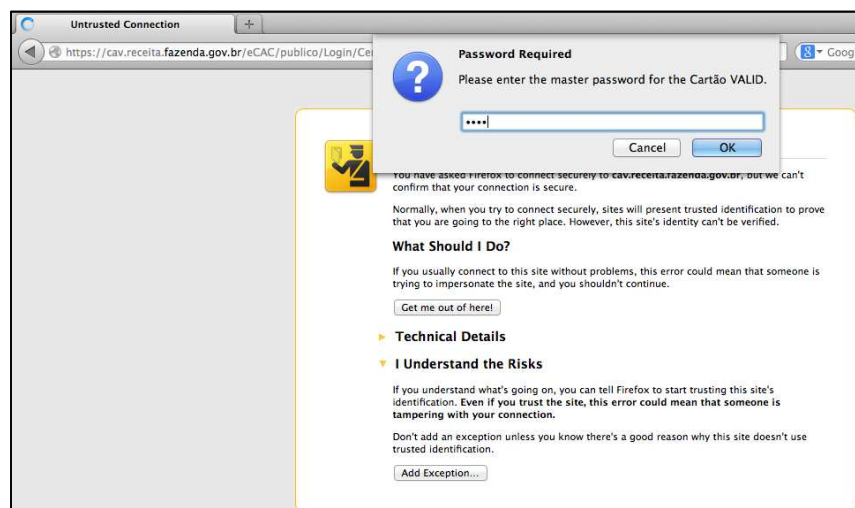 Untrusted Connection
+
https://cav.receita.fazenda.gov.br/eCAC/publico/Login/Ce
8
Goog
Password Required
Please enter the master password for the Cartão VALID.
••••
Cancel
OK
You have asked Firefox to connect securely to cav.receita.fazenda.gov.br, but we can't
confirm that your connection is secure.
Normally, when you try to connect securely, sites will present trusted identification to prove
that you are going to the right place. However, this site's identity can't be verified.
What Should I Do?
If you usually connect to this site without problems, this error could mean that someone is
trying to impersonate the site, and you shouldn't continue.
Get me out of here!
Technical Details
I Understand the Risks
If you understand what's going on, you can tell Firefox to start trusting this site's
identification. Even if you trust the site, this error could mean that someone is
tampering with your connection.
Don't add an exception unless you know there's a good reason why this site doesn't use
trusted identification.
Add Exception...